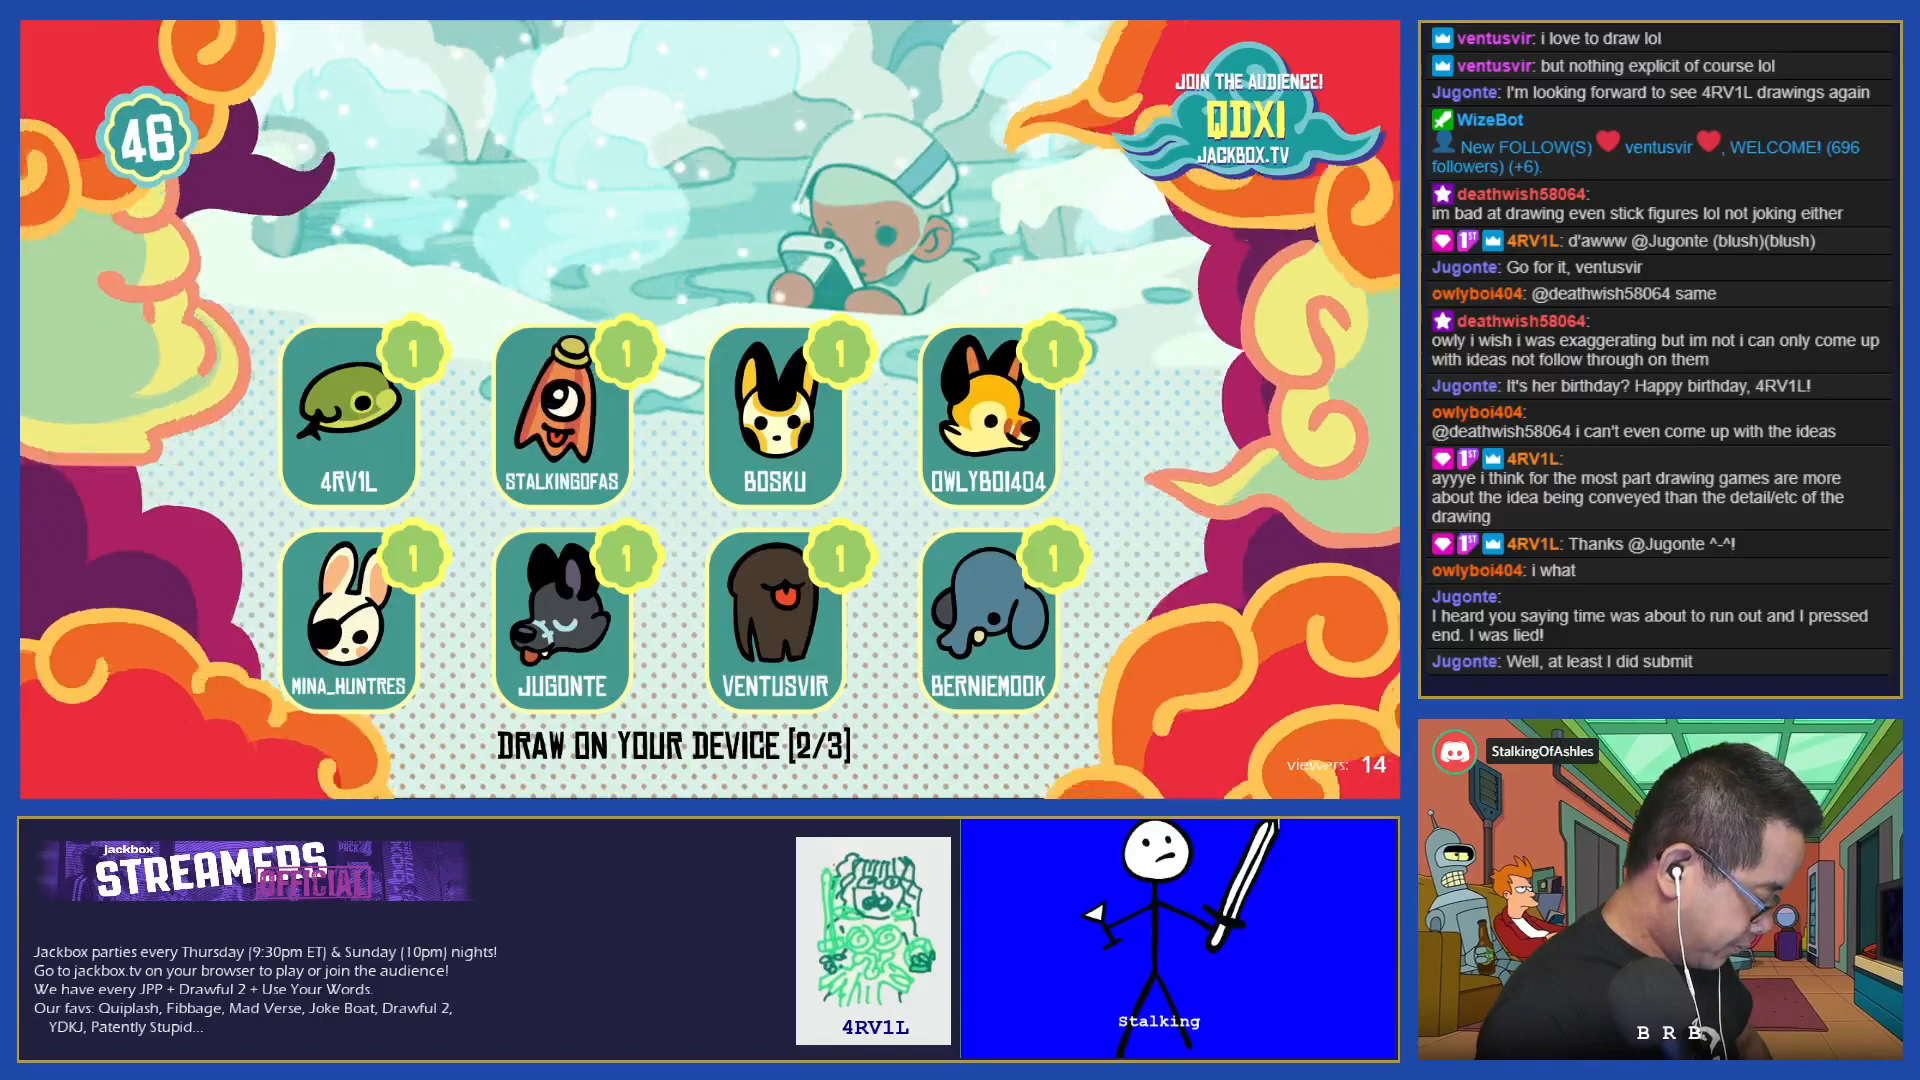 46
JOIN THE AUDIENCE!
QDXI
JACKBOX.TV
1
1
1
1
4RV1L
STALKINGOFAS
BOSKU
OWLYBOI404
1
1
1
1
MINA_HUNTRES
JUGONTE
VENTUSVIR
BERNIEMOOK
DRAW ON YOUR DEVICE [2/3]
viewers: 14
ventusvir: i love to draw lol
ventusvir: but nothing explicit of course lol
Jugonte: I'm looking forward to see 4RV1L drawings again
WizeBot
New FOLLOW(S) ventusvir , WELCOME! (696
followers) (+6).
deathwish58064:
im bad at drawing even stick figures lol not joking either
1ST 4RV1L: d'awww @Jugonte (blush)(blush)
Jugonte: Go for it, ventusvir
owlyboi404: @deathwish58064 same
deathwish58064:
owly i wish i was exaggerating but im not i can only come up
with ideas not follow through on them
Jugonte: It's her birthday? Happy birthday, 4RV1L!
owlyboi404:
@deathwish58064 i can't even come up with the ideas
1ST 4RV1L:
ayyye i think for the most part drawing games are more
about the idea being conveyed than the detail/etc of the
drawing
1ST 4RV1L: Thanks @Jugonte ^-^!
owlyboi404: i what
Jugonte:
I heard you saying time was about to run out and I pressed
end. I was lied!
Jugonte: Well, at least I did submit
jackbox
STREAMERS
OFFICIAL
Jackbox parties every Thursday (9:30pm ET) & Sunday (10pm) nights!
Go to jackbox.tv on your browser to play or join the audience!
We have every JPP + Drawful 2 + Use Your Words.
Our favs: Quiplash, Fibbage, Mad Verse, Joke Boat, Drawful 2,
YDKJ, Patently Stupid...
4RV1L
Stalking
StalkingOfAshles
B R B